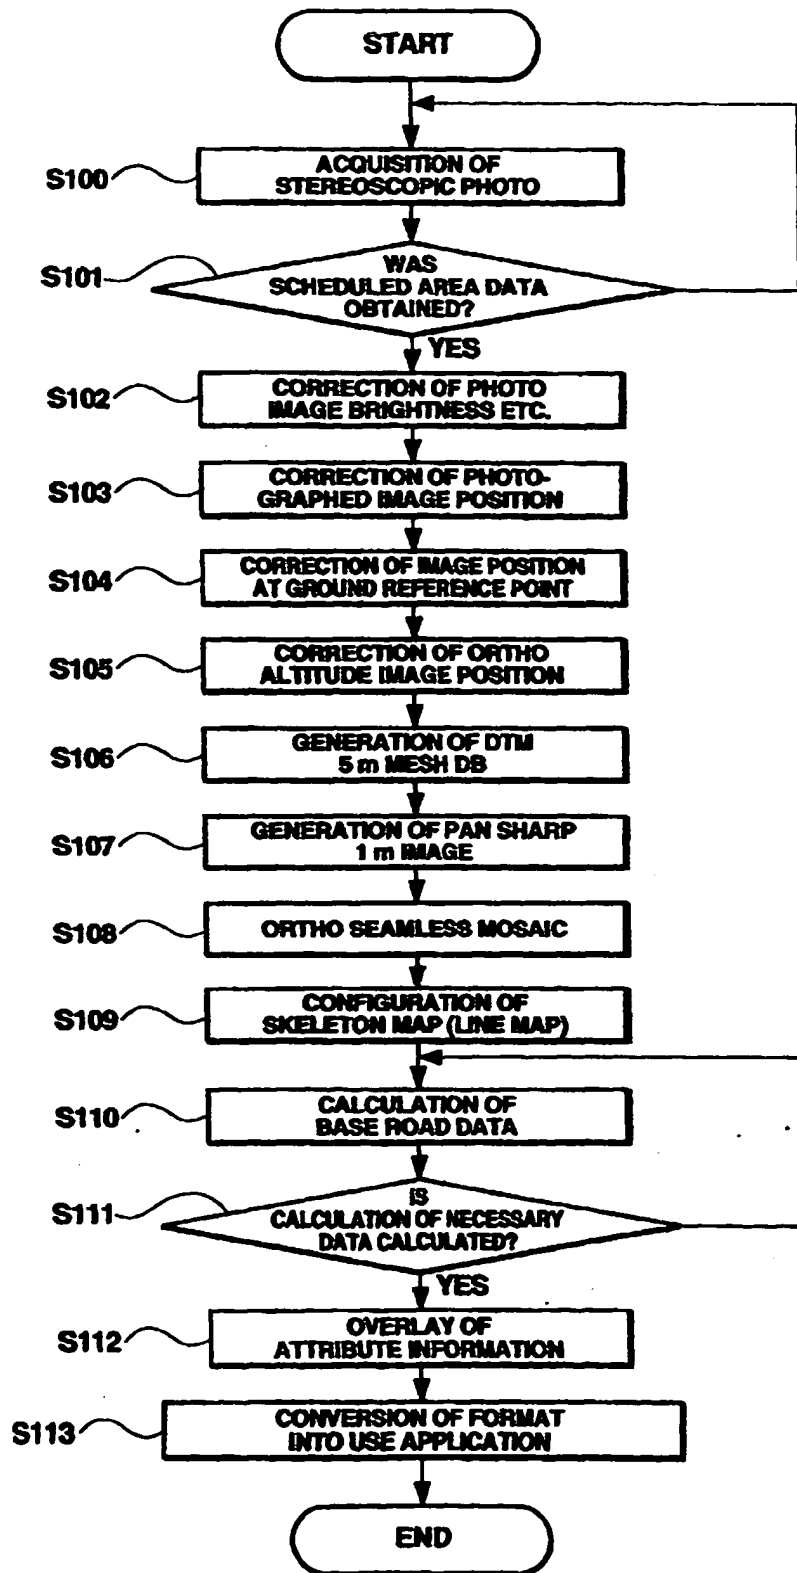 START
S100
ACQUISITION OF
STEREOSCOPIC PHOTO
S101
WAS
SCHEDULED AREA DATA
OBTAINED?
YES
S102
CORRECTION OF PHOTO
IMAGE BRIGHTNESS ETC.
S103
CORRECTION OF PHOTO-
GRAPHED IMAGE POSITION
S104
CORRECTION OF IMAGE POSITION
AT GROUND REFERENCE POINT
S105
CORRECTION OF ORTHO
ALTITUDE IMAGE POSITION
S106
GENERATION OF DTM
5 m MESH DB
S107
GENERATION OF PAN SHARP
1 m IMAGE
S108
ORTHO SEAMLESS MOSAIC
S109
CONFIGURATION OF
SKELETON MAP (LINE MAP)
S110
CALCULATION OF
BASE ROAD DATA
S111
IS
CALCULATION OF NECESSARY
DATA CALCULATED?
YES
S112
OVERLAY OF
ATTRIBUTE INFORMATION
S113
CONVERSION OF FORMAT
INTO USE APPLICATION
END